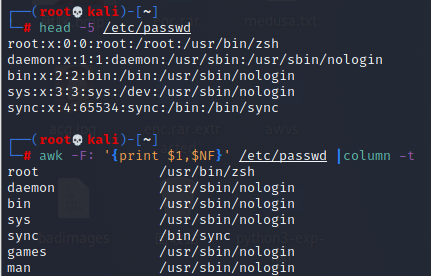 ┌──(root💀kali)-[~]
└─# head -5 /etc/passwd
root:x:0:0:root:/root:/usr/bin/zsh
daemon:x:1:1:daemon:/usr/sbin:/usr/sbin/nologin
bin:x:2:2:bin:/bin:/usr/sbin/nologin
sys:x:3:3:sys:/dev:/usr/sbin/nologin
sync:x:4:65534:sync:/bin:/bin/sync
┌──(root💀kali)-[~]
└─# awk -F: '{print $1,$NF}' /etc/passwd |column -t
root /usr/bin/zsh
daemon /usr/sbin/nologin
bin /usr/sbin/nologin
sys /usr/sbin/nologin
sync /bin/sync
games /usr/sbin/nologin
man /usr/sbin/nologin